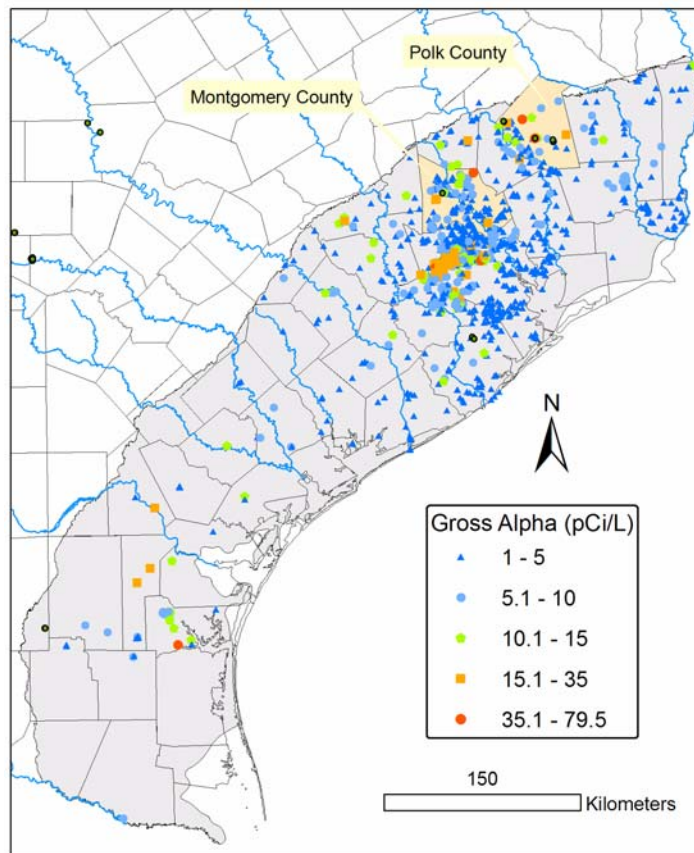 Polk County
Montgomery County
N
Gross Alpha (pCi/L)
1 - 5
5.1 - 10
10.1 - 15
15.1 - 35
35.1 - 79.5
150
Kilometers